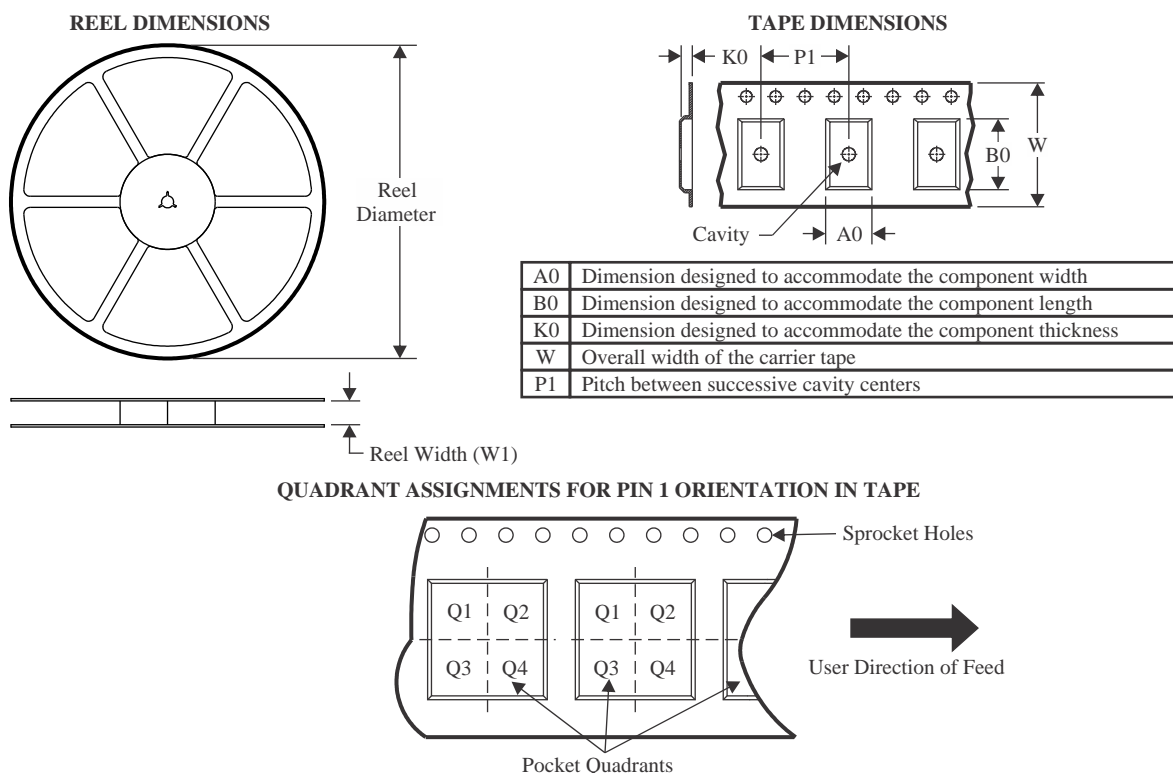 REEL DIMENSIONS
Reel
Diameter
Reel Width (W1)
TAPE DIMENSIONS
K0
P1
B0
W
Cavity
A0
A0 Dimension designed to accommodate the component width
B0 Dimension designed to accommodate the component length
K0 Dimension designed to accommodate the component thickness
W Overall width of the carrier tape
P1 Pitch between successive cavity centers
QUADRANT ASSIGNMENTS FOR PIN 1 ORIENTATION IN TAPE
Sprocket Holes
Q1 Q2 Q1 Q2
Q3 Q4 Q3 Q4
User Direction of Feed
Pocket Quadrants